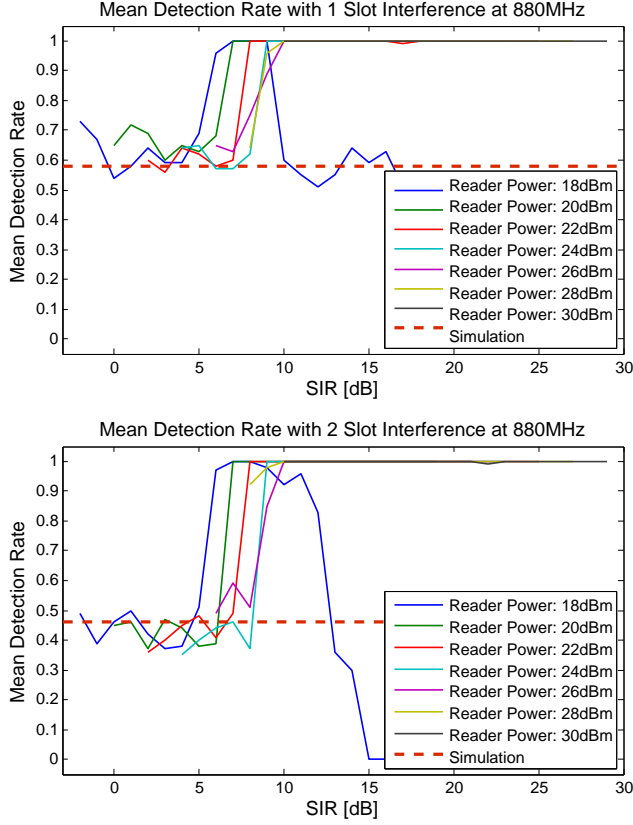 Mean Detection Rate with 1 Slot Interference at 880MHz
1
0.9
0.8
0.7
0.6
0.5
0.4
0.3
0.2
0.1
0
Mean Detection Rate
Reader Power: 18dBm
Reader Power: 20dBm
Reader Power: 22dBm
Reader Power: 24dBm
Reader Power: 26dBm
Reader Power: 28dBm
Reader Power: 30dBm
Simulation
0 5 10 15 20 25 30
SIR [dB]
Mean Detection Rate with 2 Slot Interference at 880MHz
1
0.9
0.8
0.7
0.6
0.5
0.4
0.3
0.2
0.1
0
Mean Detection Rate
Reader Power: 18dBm
Reader Power: 20dBm
Reader Power: 22dBm
Reader Power: 24dBm
Reader Power: 26dBm
Reader Power: 28dBm
Reader Power: 30dBm
Simulation
0 5 10 15 20 25 30
SIR [dB]